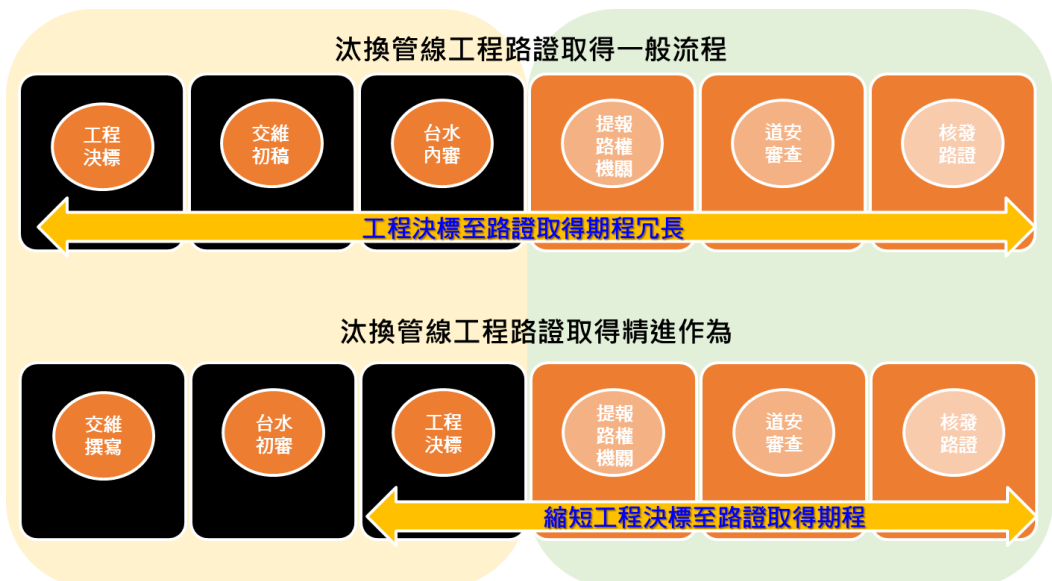 汰換管線工程路證取得一般流程
工程
決標
交維
初稿
台水
內審
提報
路權
機關
道安
審查
核發
路證
工程決標至路證取得期程冗長
汰換管線工程路證取得精進作為
交維
撰寫
台水
初審
工程
決標
提報
路權
機關
道安
審查
核發
路證
縮短工程決標至路證取得期程